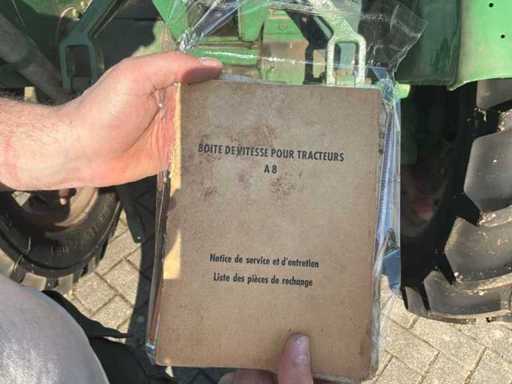 BOITE DE VITESSE POUR TRACTEURS
A 8
Notice de service et d'entretien
Liste des pièces de rechange